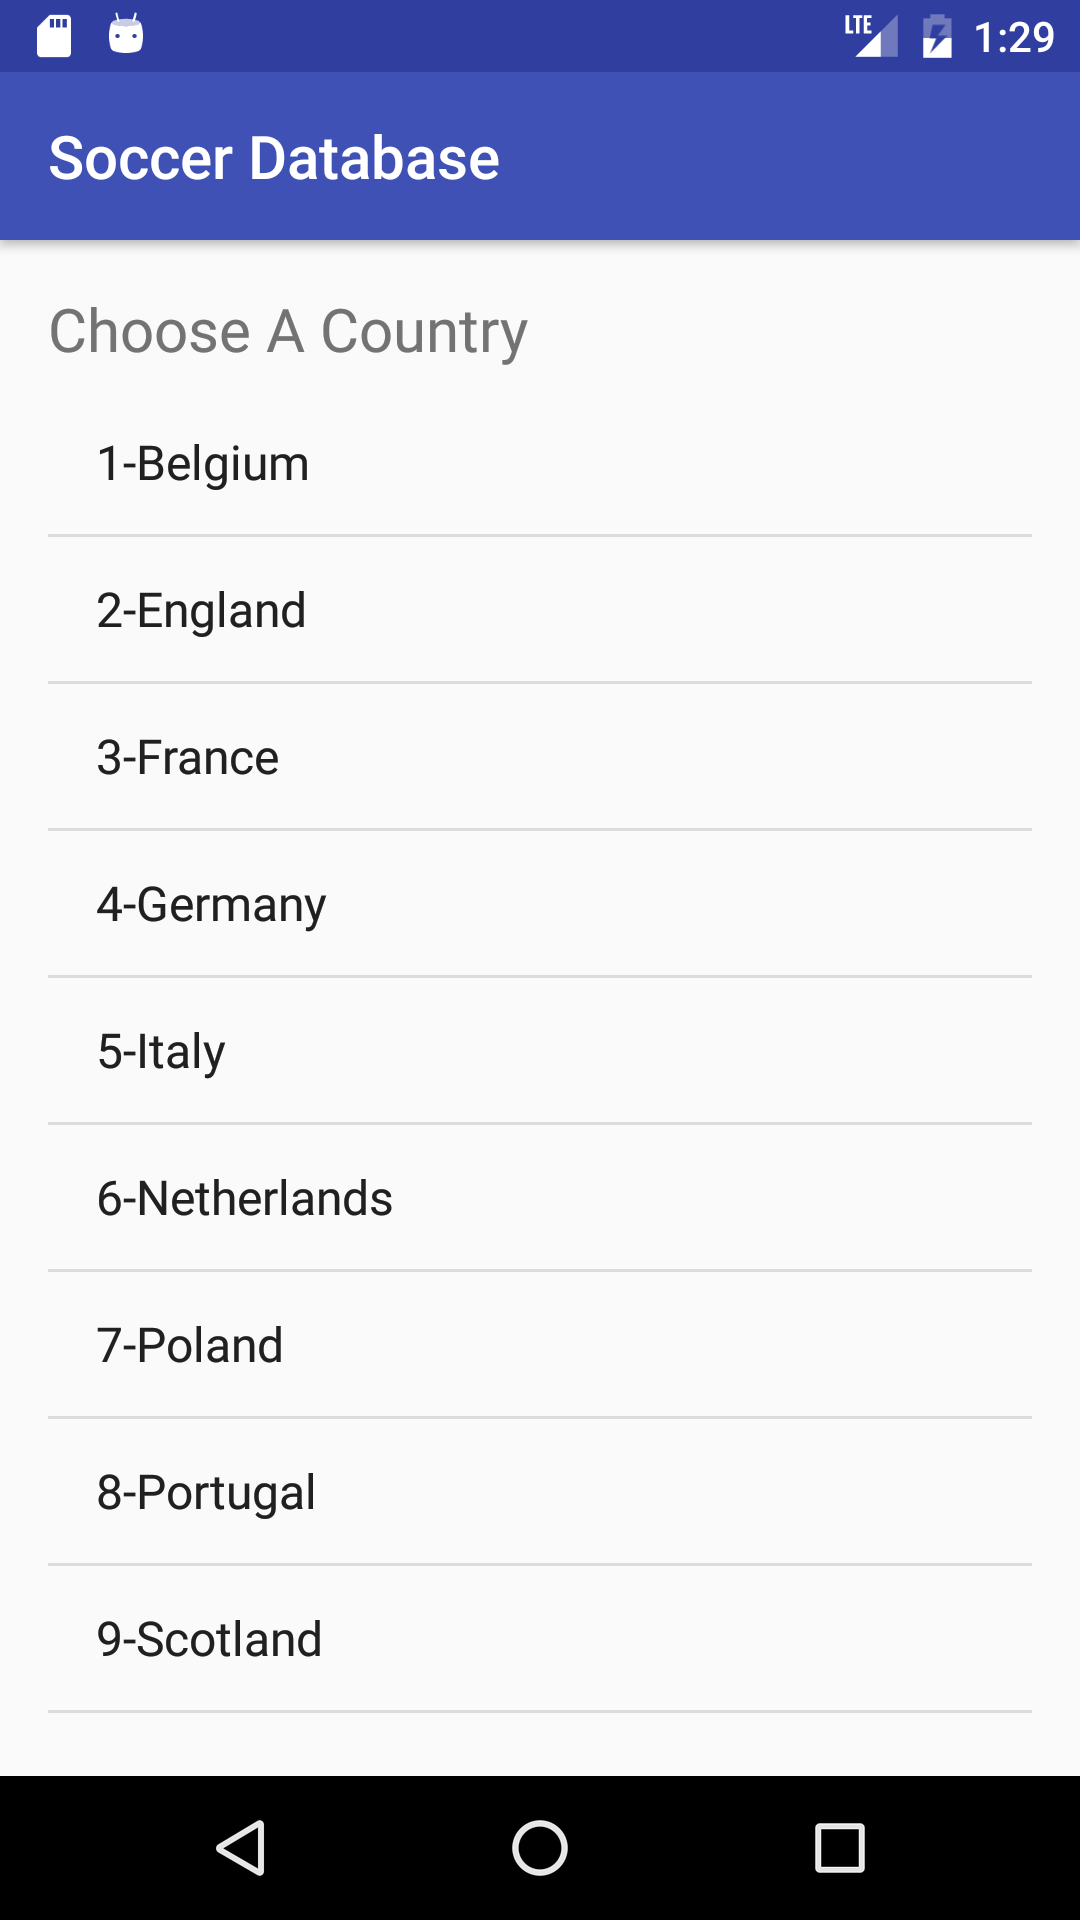 LTE 1:29
Soccer Database
Choose A Country
1-Belgium
2-England
3-France
4-Germany
5-Italy
6-Netherlands
7-Poland
8-Portugal
9-Scotland